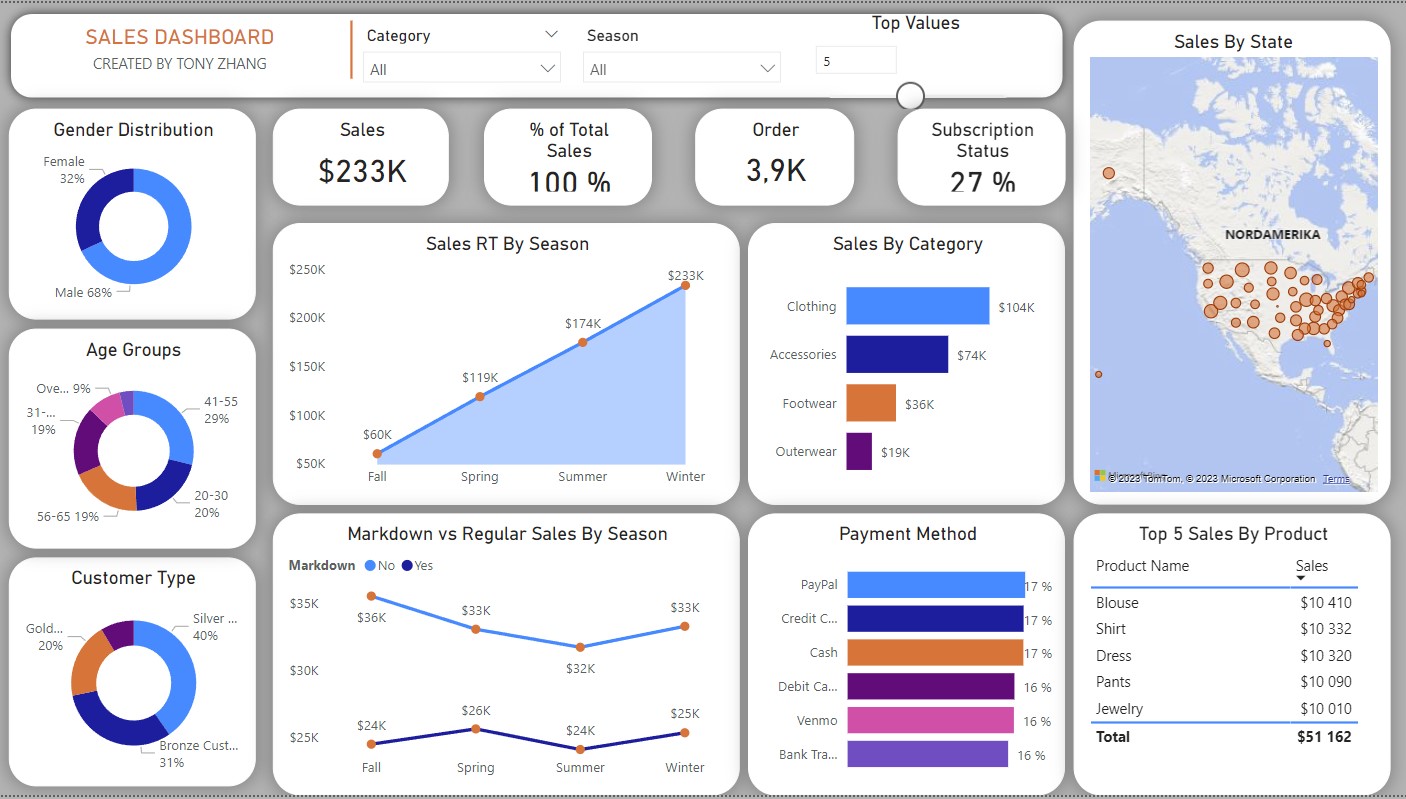 SALES DASHBOARD
CREATED BY TONY ZHANG
Category
All
Season
All
Top Values
5
Gender Distribution
Female
32%
Male 68%
Sales
$233K
% of Total
Sales
100 %
Order
3,9K
Subscription
Status
27 %
Sales By State
NORDAMERIKA
© 2023 TomTom, © 2023 Microsoft Corporation Terms
Age Groups
Ove... 9%
31-...
19%
41-55
29%
20-30
20%
56-65 19%
Sales RT By Season
$250K
$200K
$150K
$100K
$50K
$60K
$119K
$174K
$233K
Fall
Spring
Summer
Winter
Sales By Category
Clothing
$104K
Accessories
$74K
Footwear
$36K
Outerwear
$19K
Customer Type
Gold...
20%
Silver ...
40%
Bronze Cust...
31%
Markdown vs Regular Sales By Season
Markdown No Yes
$35K
$30K
$25K
$36K
$33K
$32K
$33K
$24K
$26K
$24K
$25K
Fall
Spring
Summer
Winter
Payment Method
PayPal
17 %
Credit C...
17 %
Cash
17 %
Debit Ca...
16 %
Venmo
16 %
Bank Tra...
16 %
Top 5 Sales By Product
Product Name Sales
Blouse $10 410
Shirt $10 332
Dress $10 320
Pants $10 090
Jewelry $10 010
Total $51 162